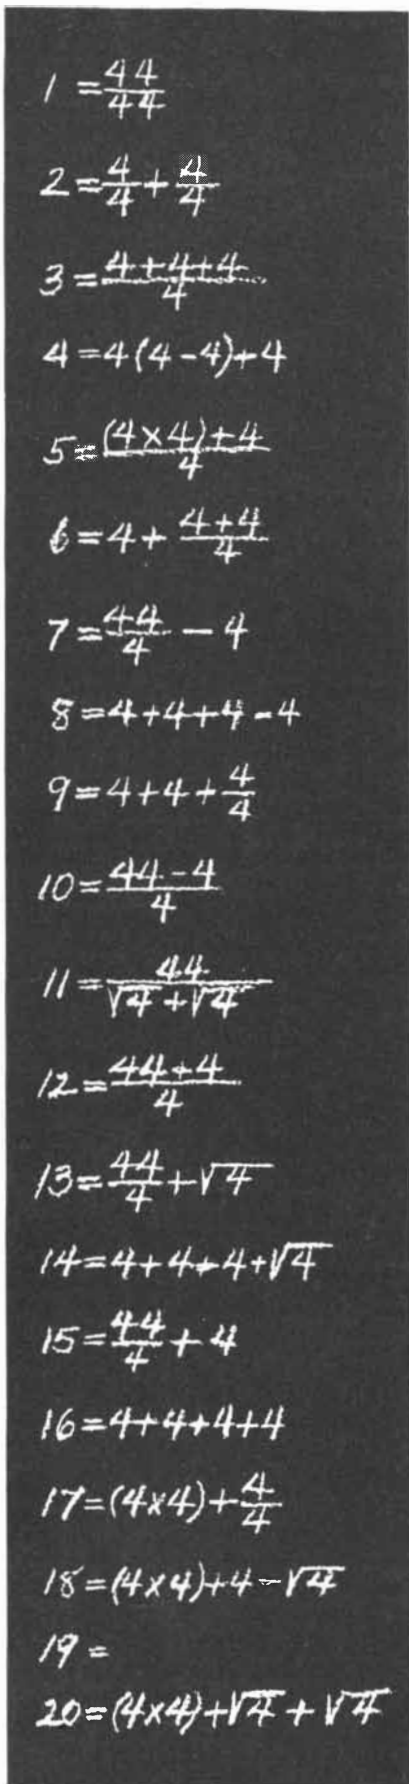 1 = 44/44
2 = 4/4 + 4/4
3 = (4+4+4)/4
4 = 4(4-4)+4
5 = ((4×4)+4)/4
6 = 4 + (4+4)/4
7 = 44/4 - 4
8 = 4+4+4-4
9 = 4+4+4/4
10 = (44-4)/4
11 = 44/(√4+√4)
12 = (44+4)/4
13 = 44/4+√4
14 = 4+4+4+√4
15 = 44/4 + 4
16 = 4+4+4+4
17 = (4×4)+4/4
18 = (4×4)+4-√4
19 =
20 = (4×4)+√4+√4